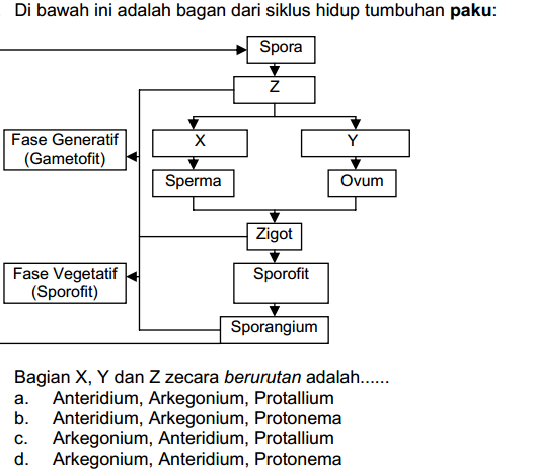 Di bawah ini adalah bagan dari siklus hidup tumbuhan paku:
Spora
Z
Fase Generatif
(Gametofit)
X
Y
Sperma
Ovum
Zigot
Fase Vegetatif
(Sporofit)
Sporofit
Sporangium
Bagian X, Y dan Z zecara berurutan adalah......
a. Anteridium, Arkegonium, Protallium
b. Anteridium, Arkegonium, Protonema
c. Arkegonium, Anteridium, Protallium
d. Arkegonium, Anteridium, Protonema